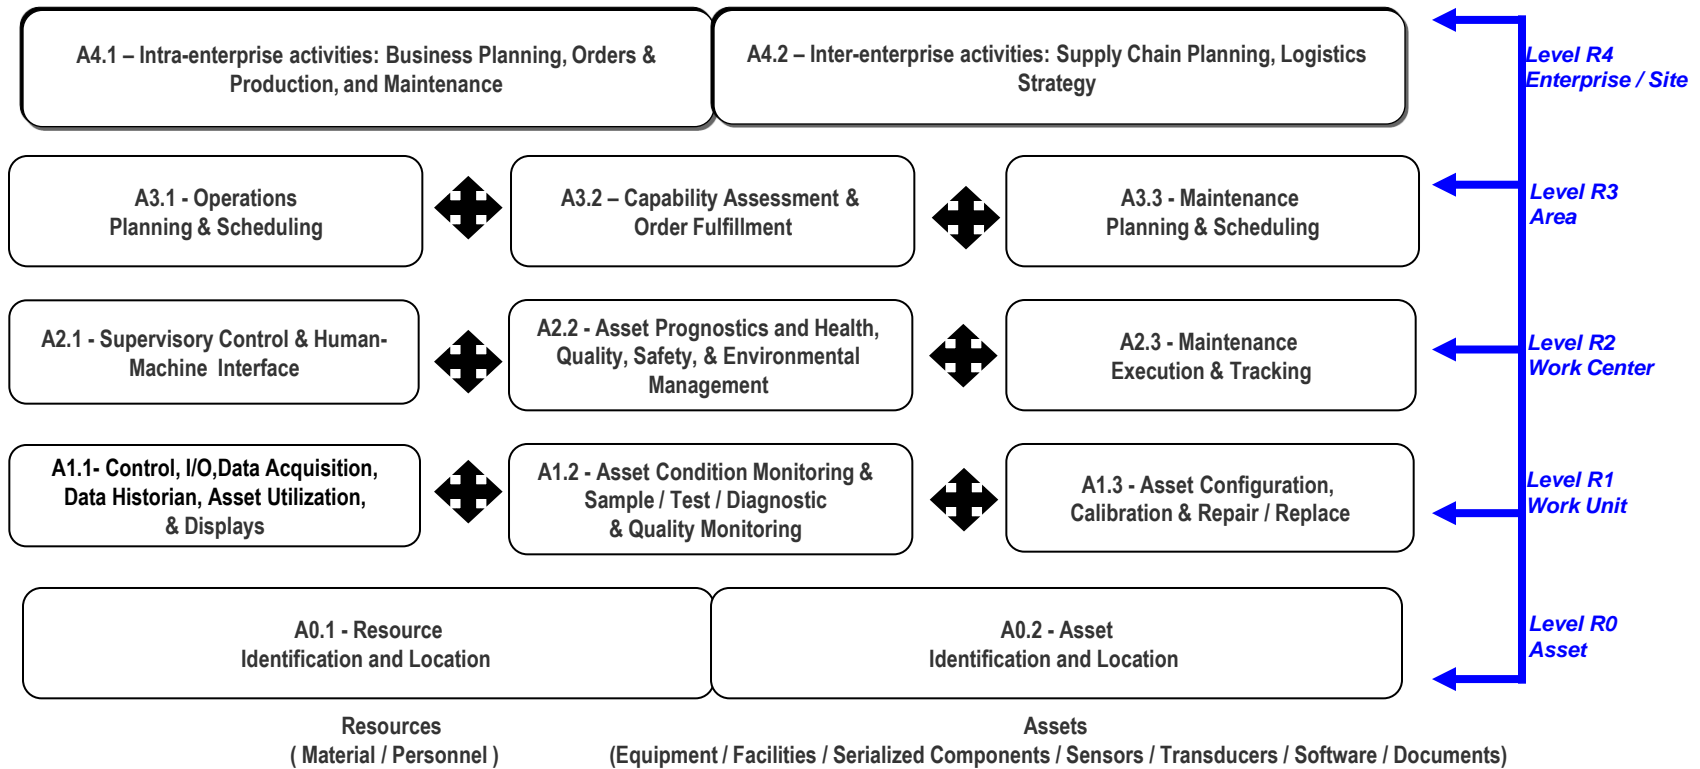 A4.1 – Intra-enterprise activities: Business Planning, Orders &
Production, and Maintenance
A4.2 – Inter-enterprise activities: Supply Chain Planning, Logistics
Strategy
Level R4
Enterprise / Site
A3.1 - Operations
Planning & Scheduling
A3.2 – Capability Assessment &
Order Fulfillment
A3.3 - Maintenance
Planning & Scheduling
Level R3
Area
A2.1 - Supervisory Control & Human-
Machine Interface
A2.2 - Asset Prognostics and Health,
Quality, Safety, & Environmental
Management
A2.3 - Maintenance
Execution & Tracking
Level R2
Work Center
A1.1- Control, I/O,Data Acquisition,
Data Historian, Asset Utilization,
& Displays
A1.2 - Asset Condition Monitoring &
Sample / Test / Diagnostic
& Quality Monitoring
A1.3 - Asset Configuration,
Calibration & Repair / Replace
Level R1
Work Unit
A0.1 - Resource
Identification and Location
A0.2 - Asset
Identification and Location
Level R0
Asset
Resources
( Material / Personnel )
Assets
(Equipment / Facilities / Serialized Components / Sensors / Transducers / Software / Documents)